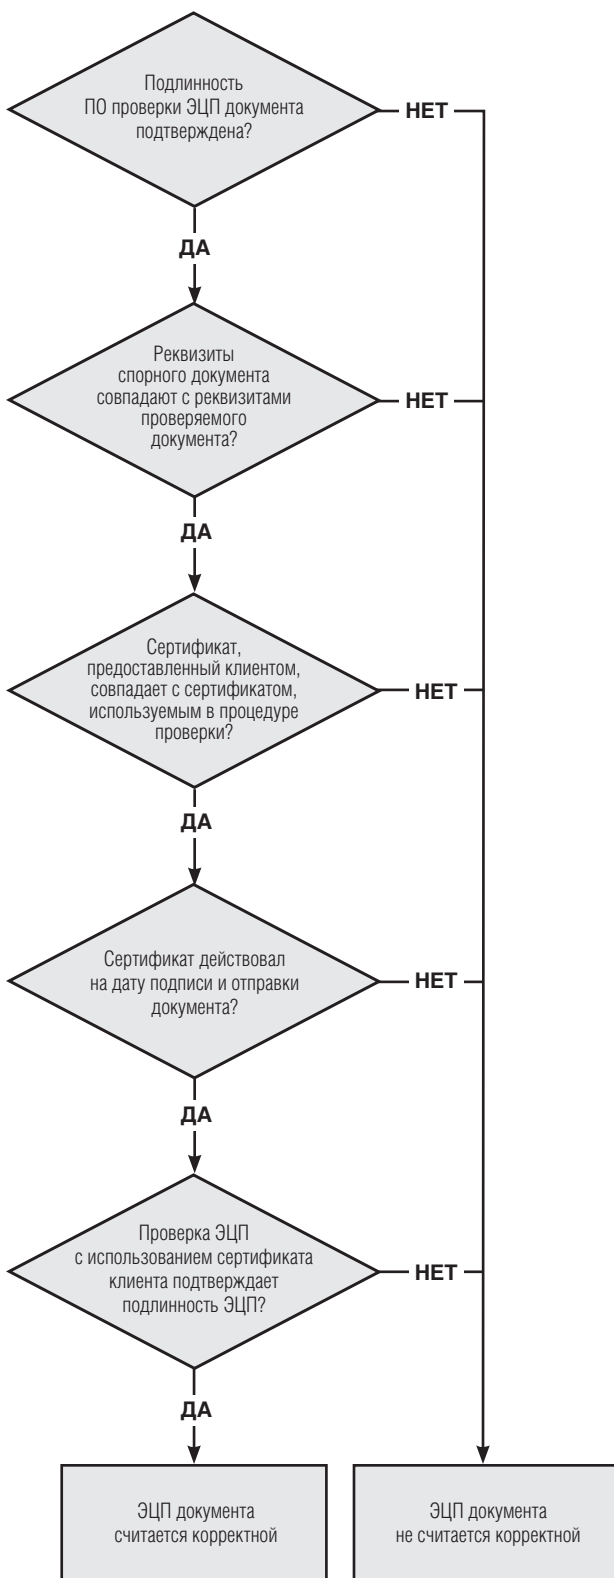 Подлинность
ПО проверки ЭЦП документа
подтверждена?
НЕТ
ДА
Реквизиты
спорного документа
совпадают с реквизитами
проверяемого
документа?
НЕТ
ДА
Сертификат,
предоставленный клиентом,
совпадает с сертификатом,
используемым в процедуре
проверки?
НЕТ
ДА
Сертификат действовал
на дату подписи и отправки
документа?
НЕТ
ДА
Проверка ЭЦП
с использованием сертификата
клиента подтверждает
подлинность ЭЦП?
НЕТ
ДА
ЭЦП документа
считается корректной
ЭЦП документа
не считается корректной